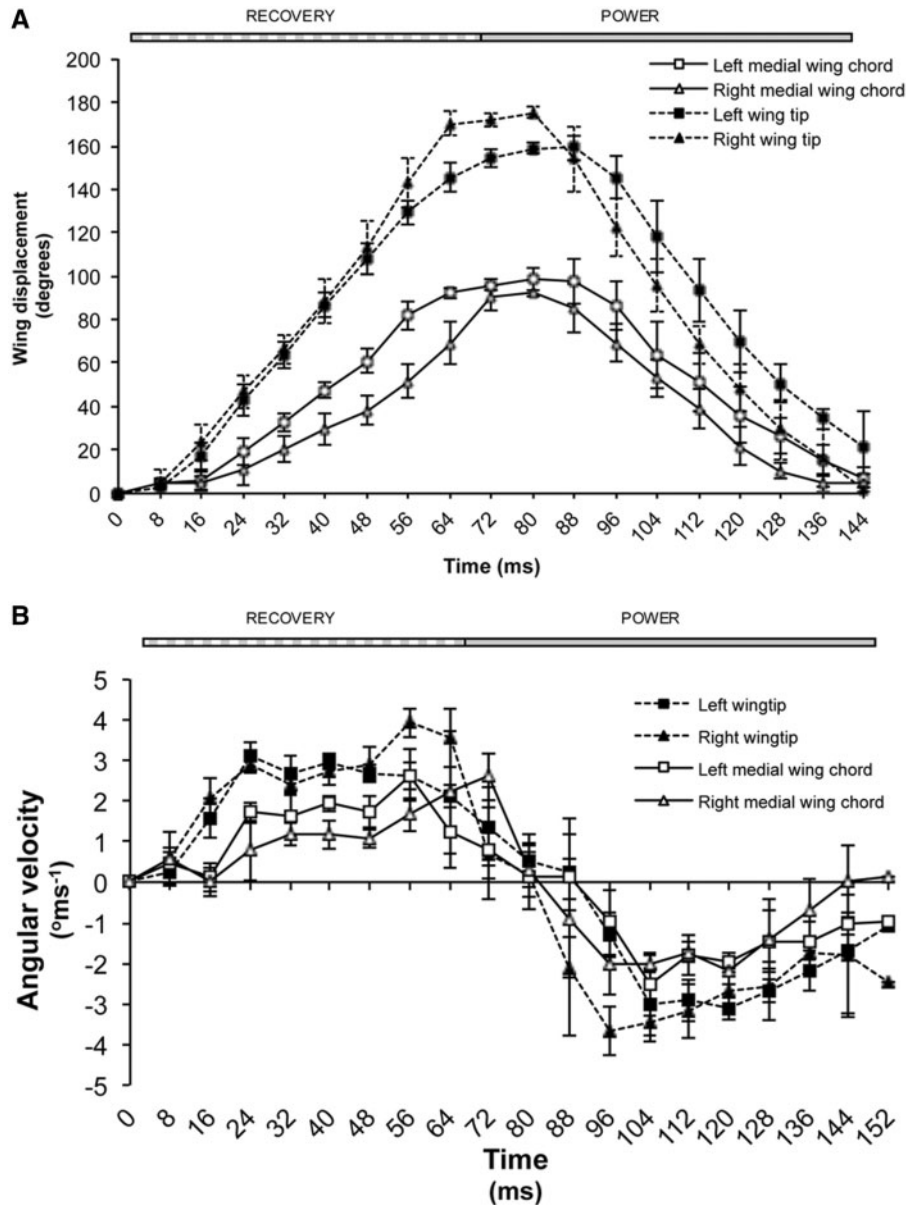 A
RECOVERY POWER
200
180
160
140
120
100
80
60
40
20
0
Wing displacement
(degrees)
Left medial wing chord
Right medial wing chord
Left wing tip
Right wing tip
0 8 16 24 32 40 48 56 64 72 80 88 96 104 112 120 128 136 144
Time (ms)
B
RECOVERY POWER
5
4
3
2
1
0
-1
-2
-3
-4
-5
Angular velocity
(°ms-1)
Left wingtip
Right wingtip
Left medial wing chord
Right medial wing chord
0 8 16 24 32 40 48 56 64 72 80 88 96 104 112 120 128 136 144 152
Time
(ms)